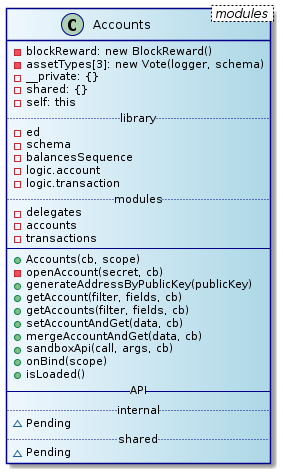 modules
C Accounts
blockReward: new BlockReward()
assetTypes[3]: new Vote(logger, schema)
__private: {}
shared: {}
self: this
library
ed
schema
balancesSequence
logic.account
logic.transaction
modules
delegates
accounts
transactions
Accounts(cb, scope)
openAccount(secret, cb)
generateAddressByPublicKey(publicKey)
getAccount(filter, fields, cb)
getAccounts(filter, fields, cb)
setAccountAndGet(data, cb)
mergeAccountAndGet(data, cb)
sandboxApi(call, args, cb)
onBind(scope)
isLoaded()
API
internal
Pending
shared
Pending